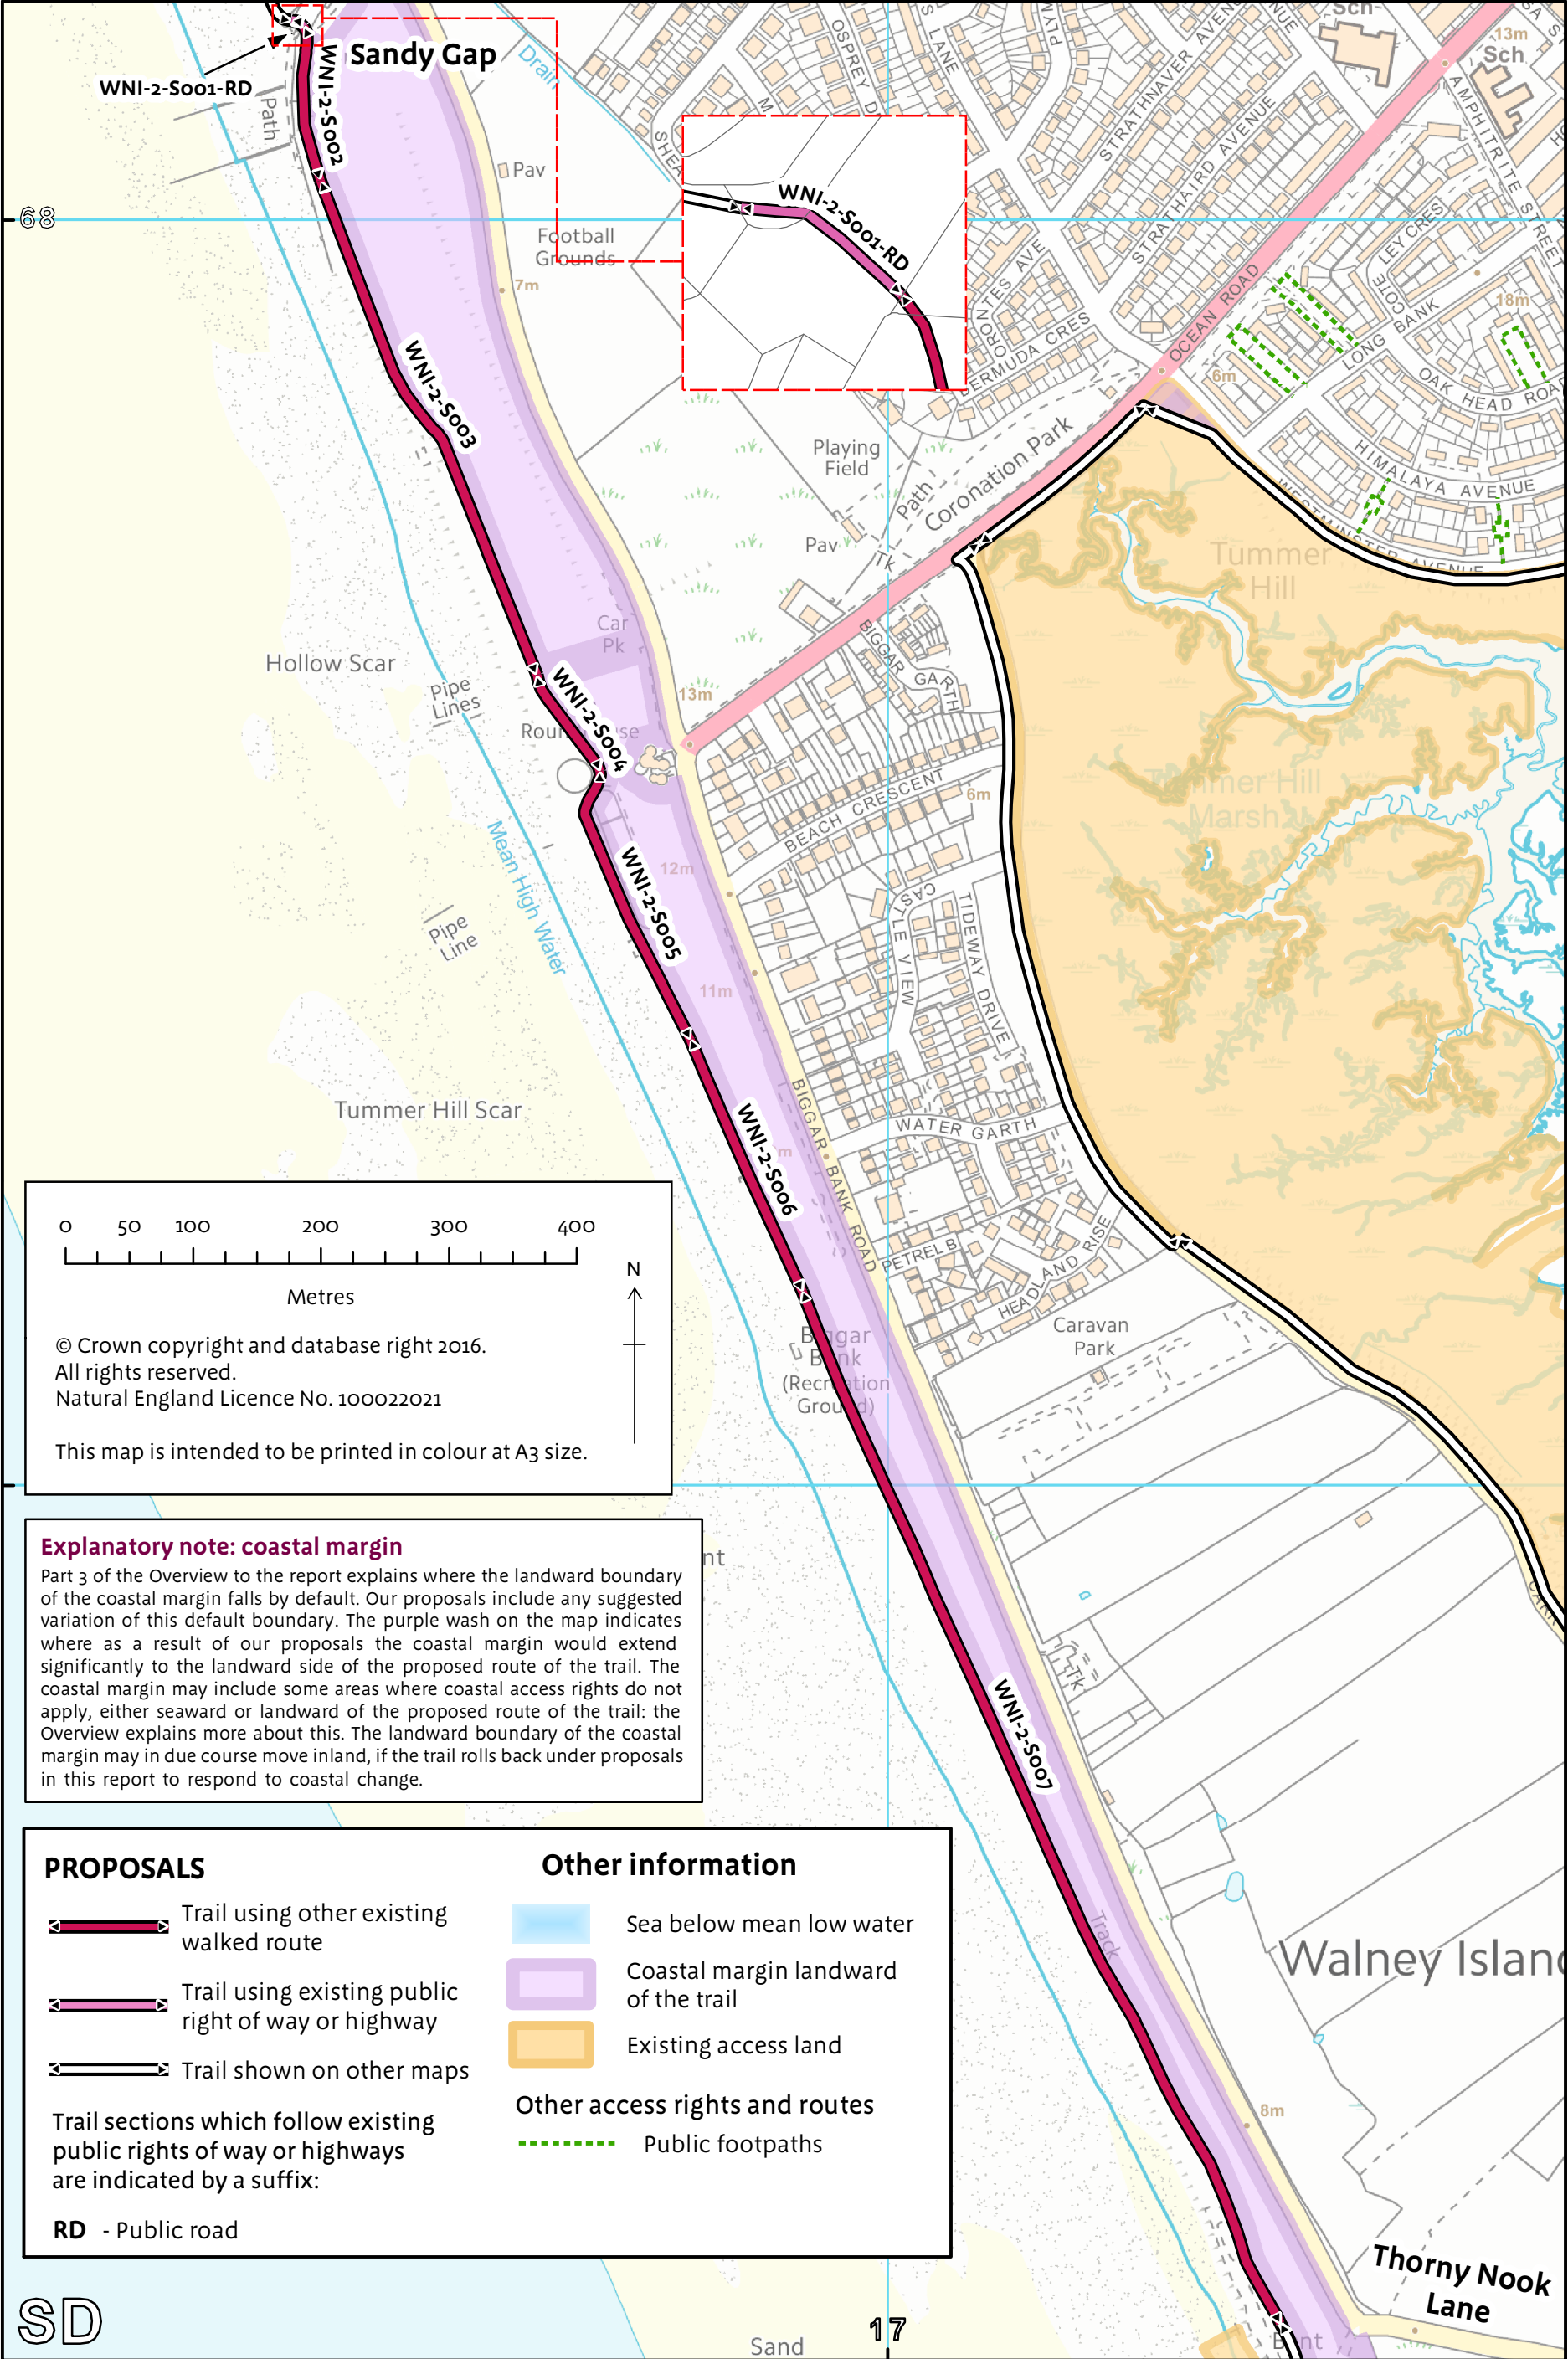 Sandy Gap
WNI-2-S001-RD
WNI-2-S002
Path
Drain
OSPREY D
LANE
PLYM
STRATHNAVER AVENUE
STRATHAIRD AVENUE
Sch
13m
Sch
AMPHITRITE STREET
SHEA
M
Pav
68
Football
Grounds
7m
WNI-2-S001-RD
ORONTES AVE
BERMUDA CRES
OCEAN ROAD
LEY CRES
COOTE
LONG BANK
18m
6m
OAK HEAD ROA
HIMALAYA AVENUE
WESTMINSTER AVENUE
WNI-2-S003
Playing
Field
Path
Coronation Park
Pav
Tk
Tummer
Hill
Car
Pk
BIGGAR
GARTH
Hollow Scar
Pipe
Lines
13m
WNI-2-S004
BEACH CRESCENT
6m
Marsh
Mean High Water
12m
WNI-2-S005
CASTLE VIEW
TIDEWAY DRIVE
Pipe
Line
11m
Tummer Hill Scar
BIGGAR BANK ROAD
WATER GARTH
WNI-2-S006
m
PETREL B
HEADLAND RISE
Caravan
Park
0 50 100 200 300 400
Metres
N
© Crown copyright and database right 2016.
All rights reserved.
Natural England Licence No. 100022021
This map is intended to be printed in colour at A3 size.
Explanatory note: coastal margin
Part 3 of the Overview to the report explains where the landward boundary
of the coastal margin falls by default. Our proposals include any suggested
variation of this default boundary. The purple wash on the map indicates
where as a result of our proposals the coastal margin would extend
significantly to the landward side of the proposed route of the trail. The
coastal margin may include some areas where coastal access rights do not
apply, either seaward or landward of the proposed route of the trail: the
Overview explains more about this. The landward boundary of the coastal
margin may in due course move inland, if the trail rolls back under proposals
in this report to respond to coastal change.
nt
Tk
WNI-2-S007
Track
Walney Island
8m
PROPOSALS
Trail using other existing
walked route
Trail using existing public
right of way or highway
Trail shown on other maps
Trail sections which follow existing
public rights of way or highways
are indicated by a suffix:
RD - Public road
Other information
Sea below mean low water
Coastal margin landward
of the trail
Existing access land
Other access rights and routes
Public footpaths
Thorny Nook
Lane
SD
17
Sand